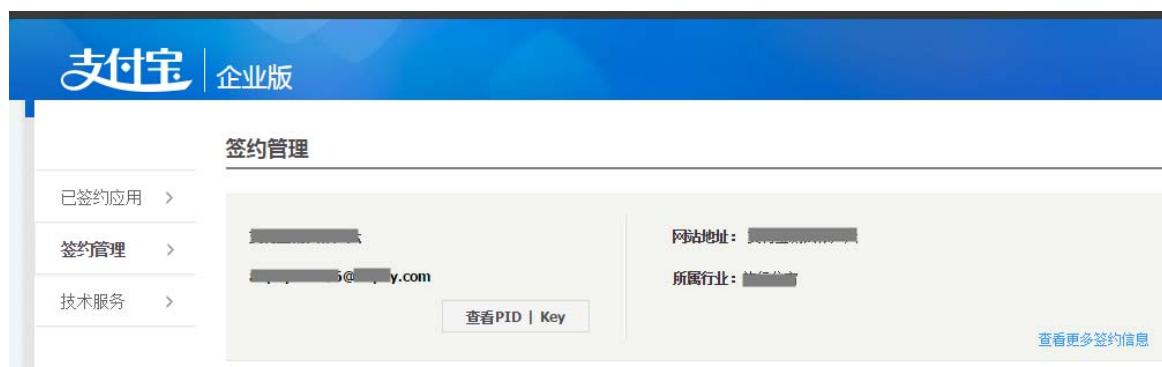 支付宝 企业版
签约管理
已签约应用
签约管理
技术服务
网站地址：
5@ y.com
所属行业：
查看PID | Key
查看更多签约信息